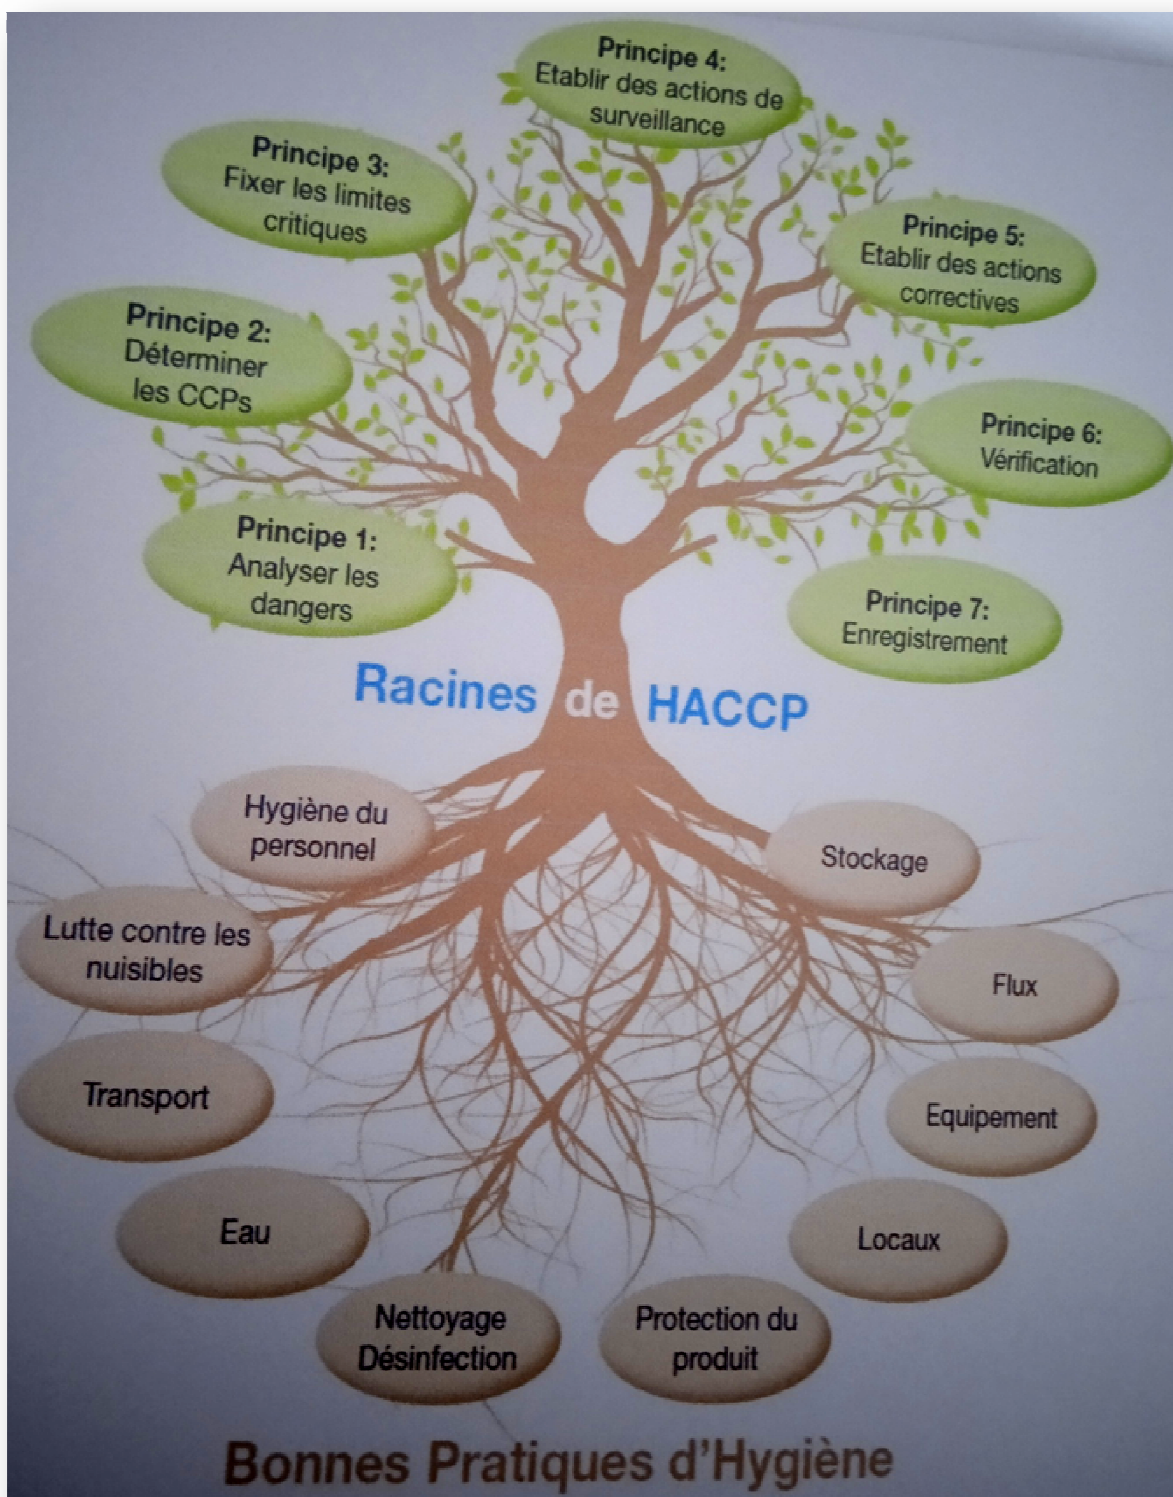 Principe 4:
Etablir des actions de
surveillance
Principe 3:
Fixer les limites
critiques
Principe 5:
Etablir des actions
correctives
Principe 2:
Déterminer
les CCPs
Principe 6:
Vérification
Principe 1:
Analyser les
dangers
Principe 7:
Enregistrement
Racines de HACCP
Hygiène du
personnel
Stockage
Lutte contre les
nuisibles
Flux
Transport
Equipement
Eau
Locaux
Nettoyage
Désinfection
Protection du
produit
Bonnes Pratiques d'Hygiène